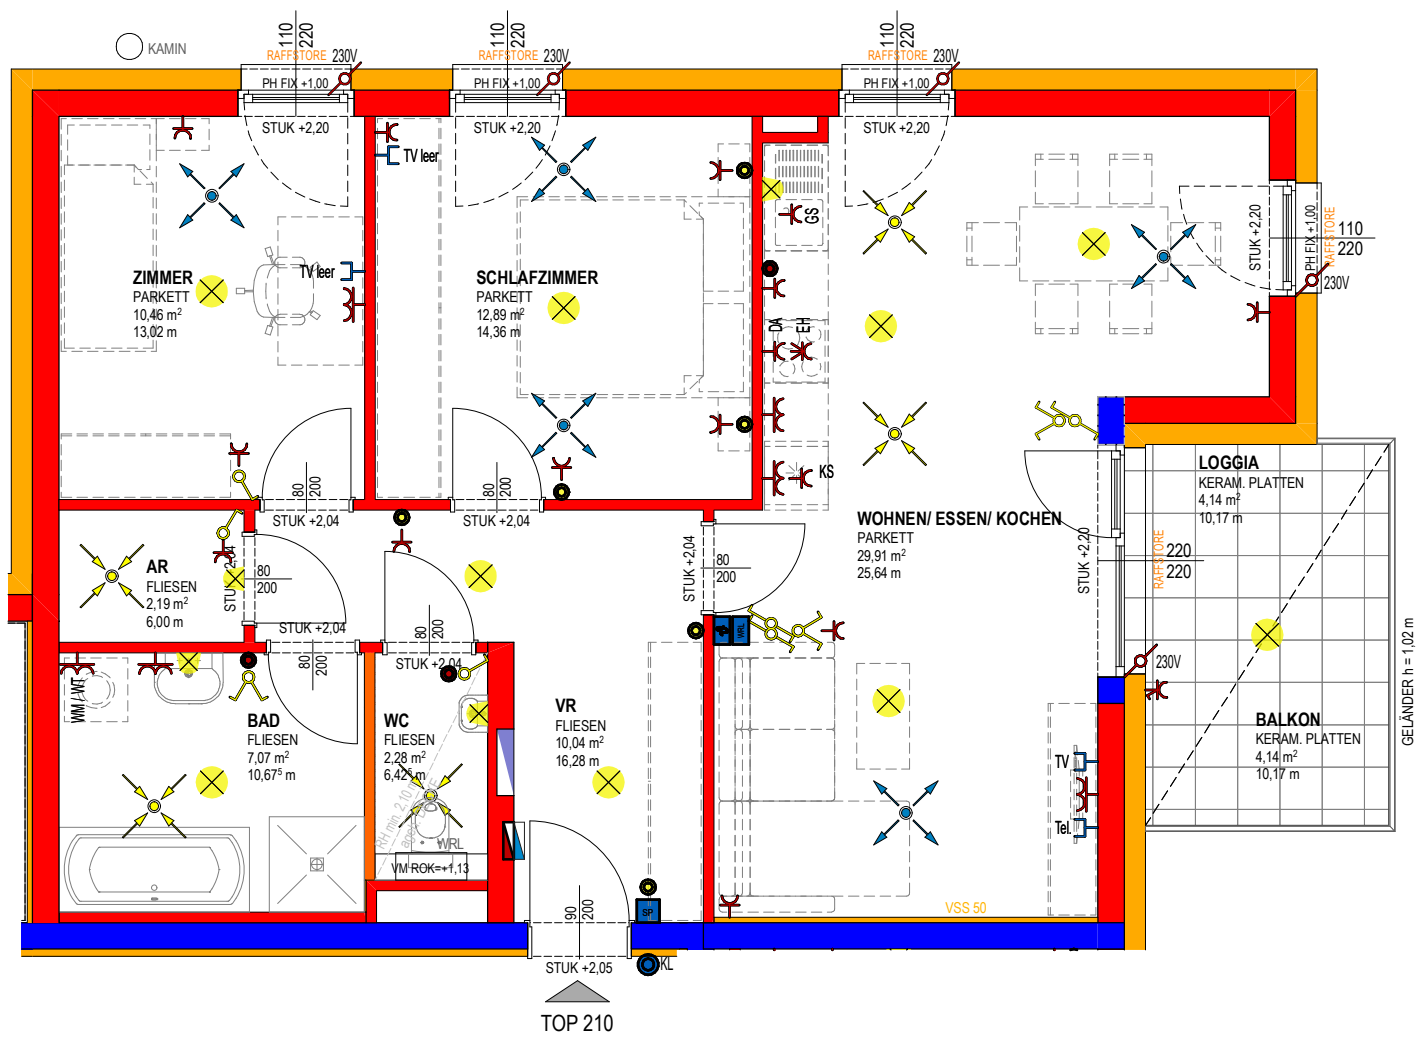 KAMIN
110
220
RAFFSTORE
230V
PH FIX +1,00
STUK +2,20
110
220
RAFFSTORE
230V
PH FIX +1,00
STUK +2,20
110
220
RAFFSTORE
230V
PH FIX +1,00
STUK +2,20
TV leer
ZIMMER
PARKETT
10,46 m²
13,02 m
TV leer
SCHLAFZIMMER
PARKETT
12,89 m²
14,36 m
GS
DA
EH
KS
STUK +2,20
PH FIX +1,00
RAFFSTORE
110
220
230V
80
200
STUK +2,04
80
200
STUK +2,04
WOHNEN/ ESSEN/ KOCHEN
PARKETT
29,91 m²
25,64 m
STUK +2,04
80
200
STUK +2,20
RAFFSTORE
220
220
230V
LOGGIA
KERAM. PLATTEN
4,14 m²
10,17 m
AR
FLIESEN
2,19 m²
6,00 m
STUK +2,04
80
200
STUK +2,04
80
200
80
200
STUK +2,04
WM / WT
BAD
FLIESEN
7,07 m²
10,67⁵ m
WC
FLIESEN
2,28 m²
6,42⁵ m
RH min. 2,10 m
WRL
VM ROK=+1,13
VR
FLIESEN
10,04 m²
16,28 m
WRL
BALKON
KERAM. PLATTEN
4,14 m²
10,17 m
GELÄNDER h = 1,02 m
TV
Tel.
VSS 50
90
200
SP
STUK +2,05
KL
TOP 210